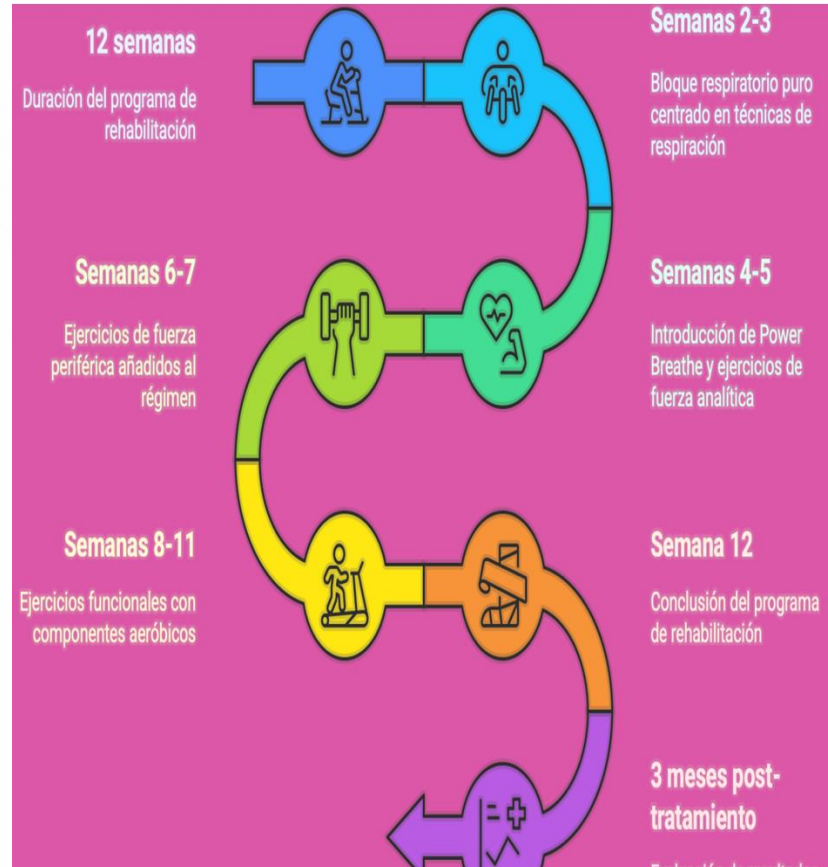 12 semanas
Duración del programa de
rehabilitación
Semanas 2-3
Bloque respiratorio puro
centrado en técnicas de
respiración
Semanas 4-5
Introducción de Power
Breathe y ejercicios de
fuerza analítica
Semanas 6-7
Ejercicios de fuerza
periférica añadidos al
régimen
Semanas 8-11
Ejercicios funcionales con
componentes aeróbicos
Semana 12
Conclusión del programa
de rehabilitación
3 meses post-
tratamiento